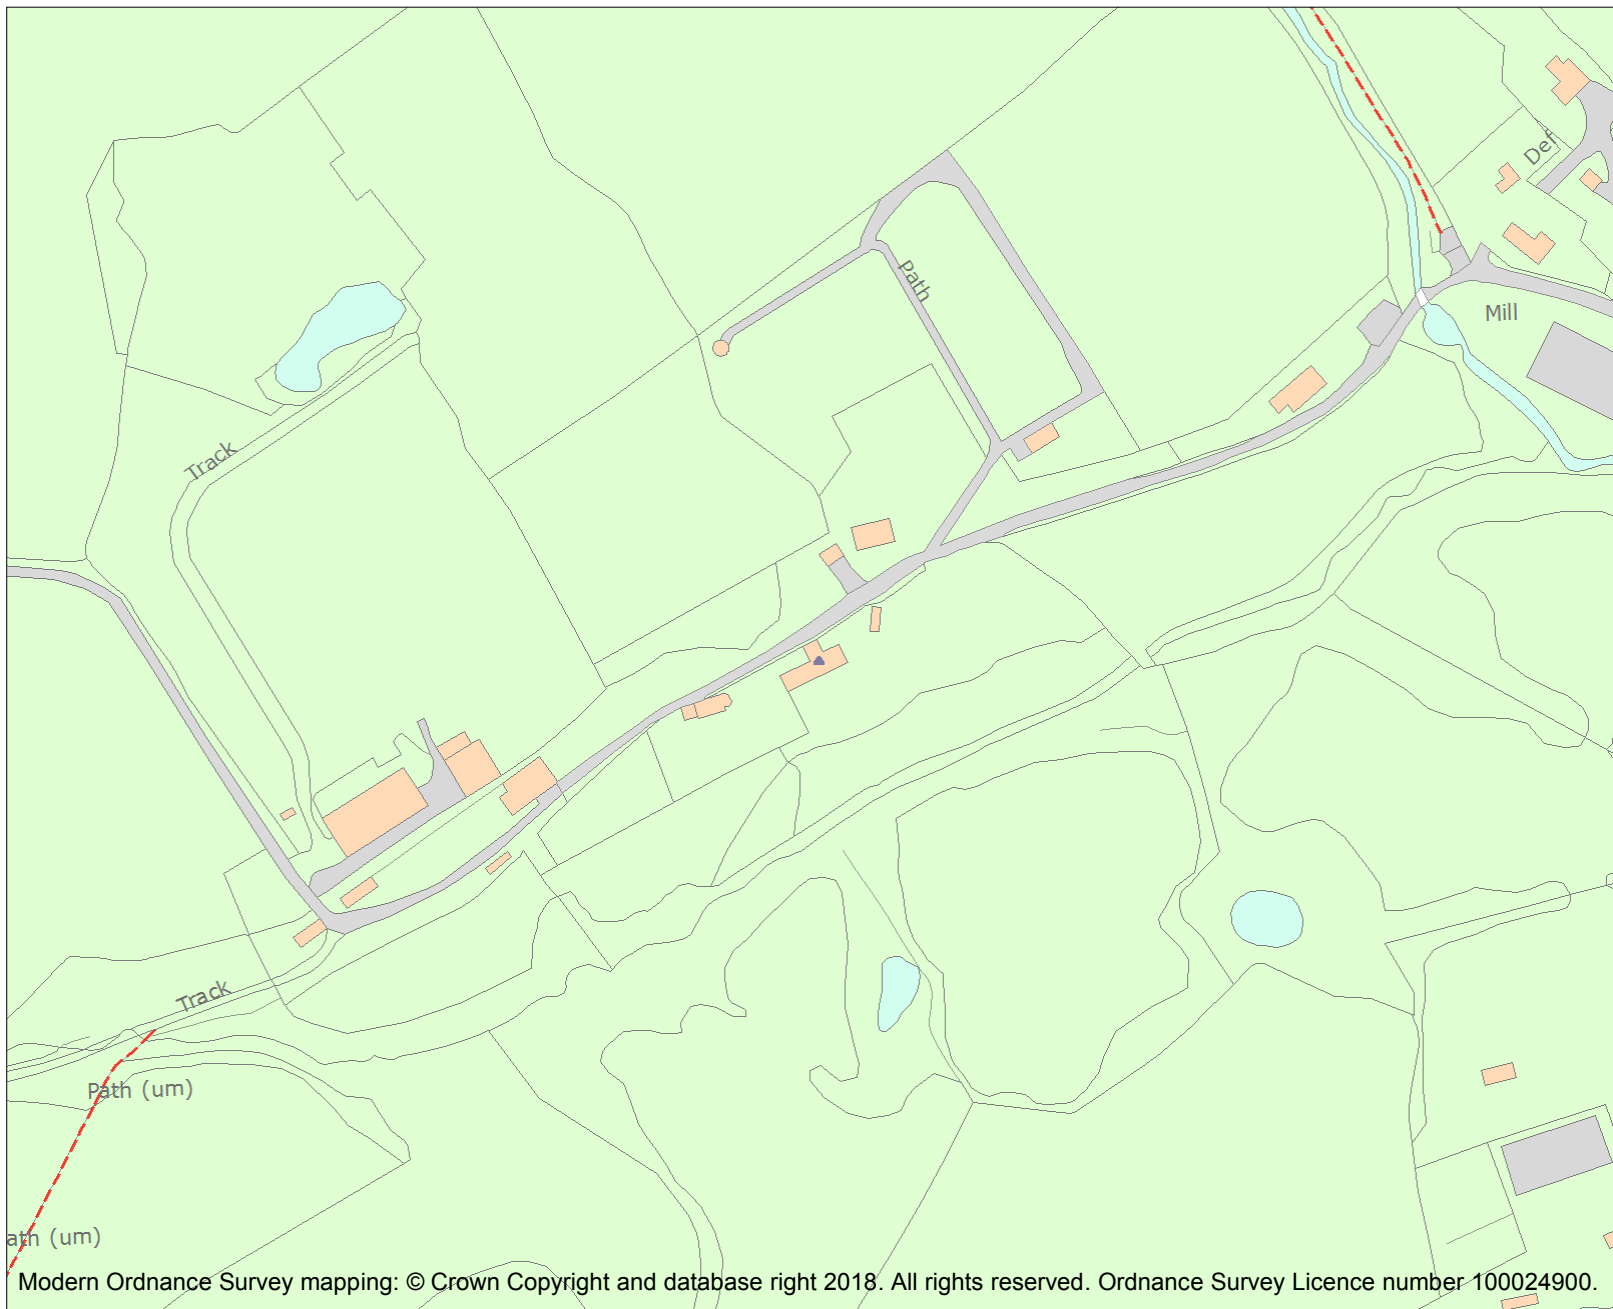 Def
Path
Mill
Track
Track
Path (um)
ath (um)
Modern Ordnance Survey mapping: © Crown Copyright and database right 2018. All rights reserved. Ordnance Survey Licence number 100024900.